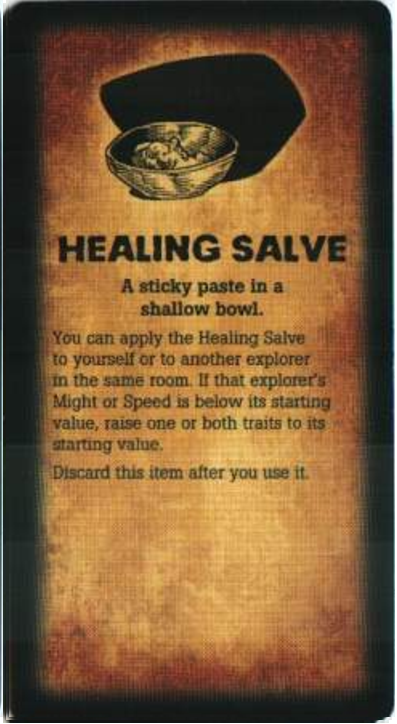 HEALING SALVE
A sticky paste in a
shallow bowl.
You can apply the Healing Salve
to yourself or to another explorer
in the same room. If that explorer's
Might or Speed is below its starting
value, raise one or both traits to its
starting value.
Discard this item after you use it.